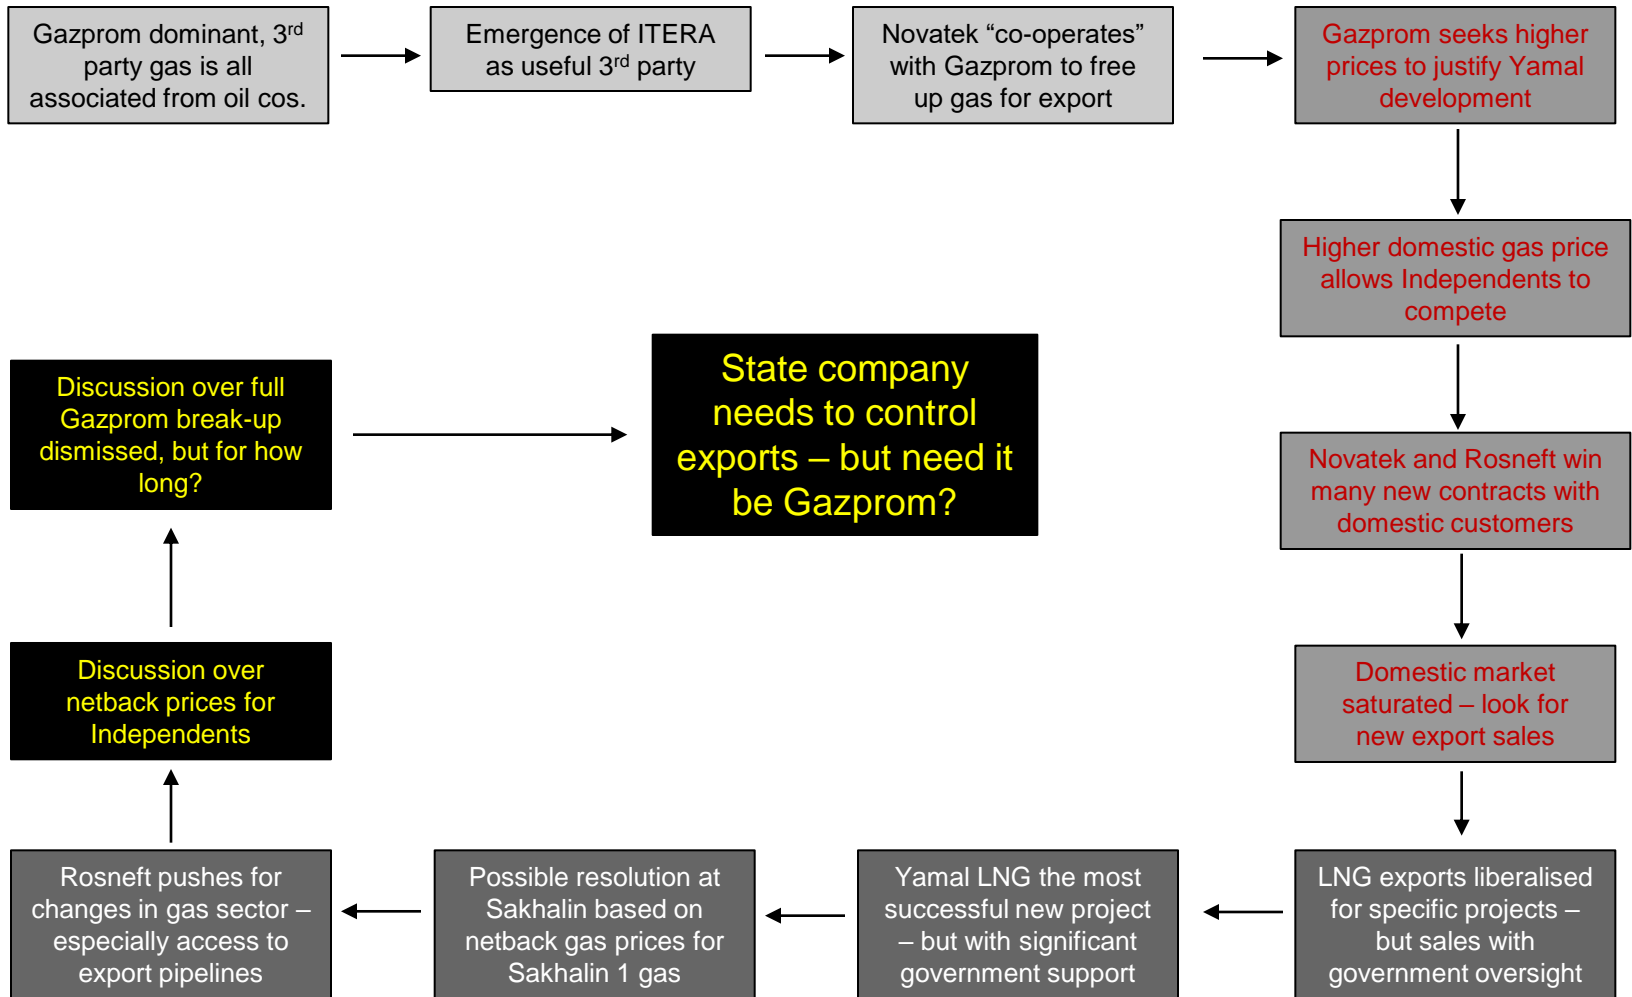 Gazprom dominant, 3rd
party gas is all
associated from oil cos.
Emergence of ITERA
as useful 3rd party
Novatek “co-operates”
with Gazprom to free
up gas for export
Gazprom seeks higher
prices to justify Yamal
development
Higher domestic gas price
allows Independents to
compete
Novatek and Rosneft win
many new contracts with
domestic customers
Domestic market
saturated – look for
new export sales
LNG exports liberalised
for specific projects –
but sales with
government oversight
Yamal LNG the most
successful new project
– but with significant
government support
Possible resolution at
Sakhalin based on
netback gas prices for
Sakhalin 1 gas
Rosneft pushes for
changes in gas sector –
especially access to
export pipelines
Discussion over
netback prices for
Independents
Discussion over full
Gazprom break-up
dismissed, but for how
long?
State company
needs to control
exports – but need it
be Gazprom?